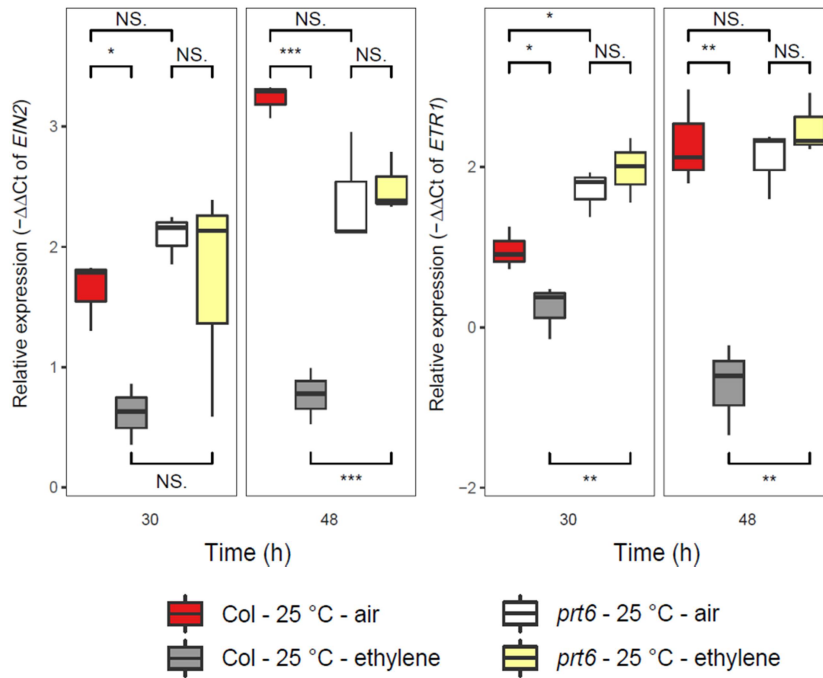 NS.
*
NS.
NS.
NS.
***
NS.
***
Relative expression (−ΔΔCt of EIN2)
3
2
1
0
30
48
Time (h)
*
*
NS.
**
NS.
**
NS.
**
Relative expression (−ΔΔCt of ETR1)
2
0
−2
30
48
Time (h)
Col - 25 °C - air
Col - 25 °C - ethylene
prt6 - 25 °C - air
prt6 - 25 °C - ethylene